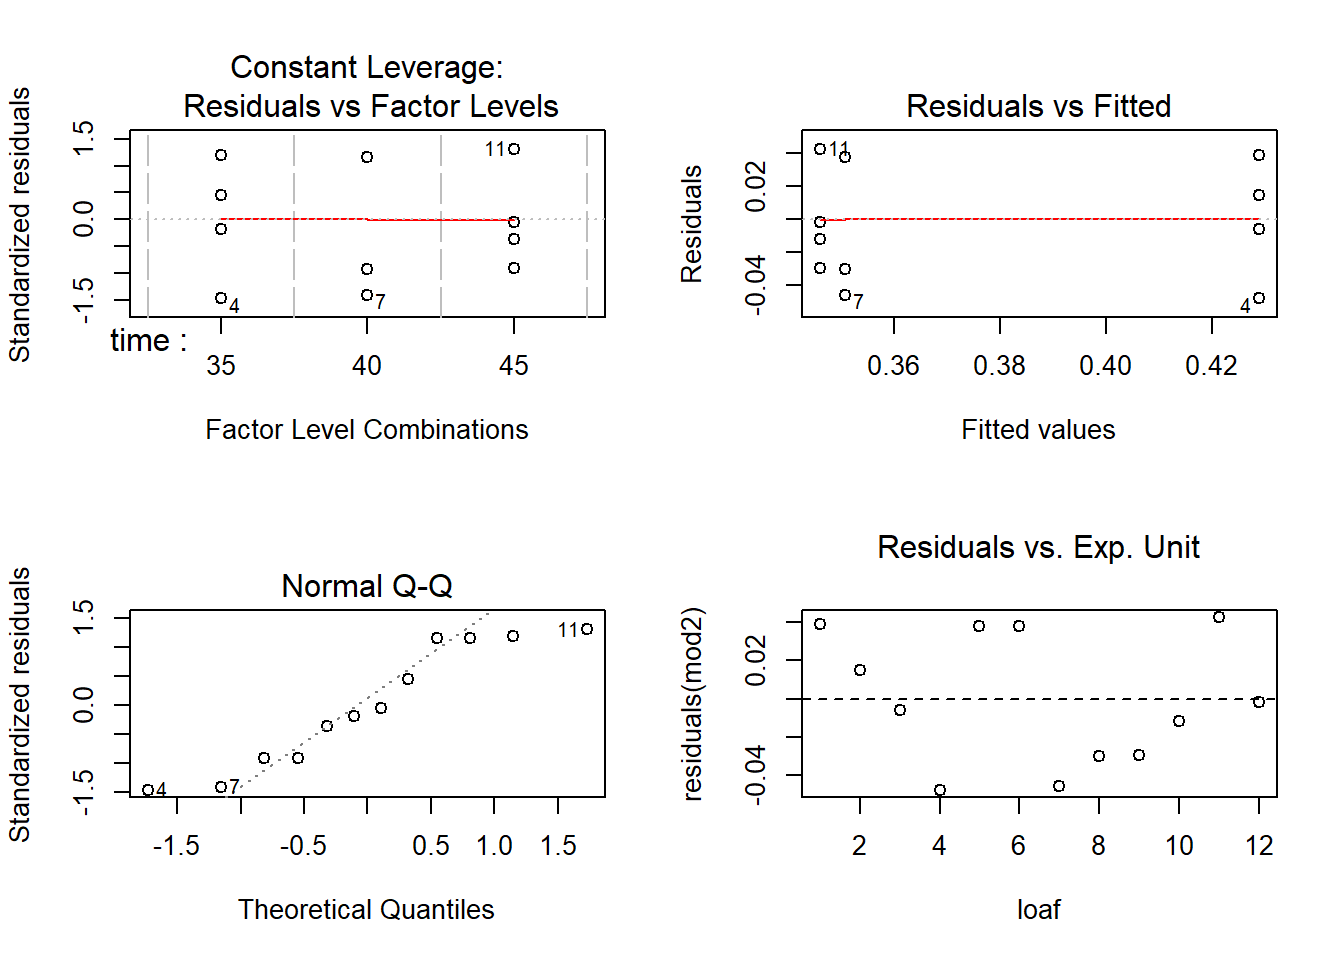 Constant Leverage:
Residuals vs Factor Levels
Standardized residuals
1.5
0.0
-1.5
11
4
7
time :
35 40 45
Factor Level Combinations
Residuals vs Fitted
Residuals
0.02
-0.04
11
7
4
0.36 0.38 0.40 0.42
Fitted values
Normal Q-Q
Standardized residuals
1.5
0.0
-1.5
11
4
7
-1.5 -0.5 0.5 1.0 1.5
Theoretical Quantiles
Residuals vs. Exp. Unit
residuals(mod2)
0.02
-0.04
2 4 6 8 10 12
loaf